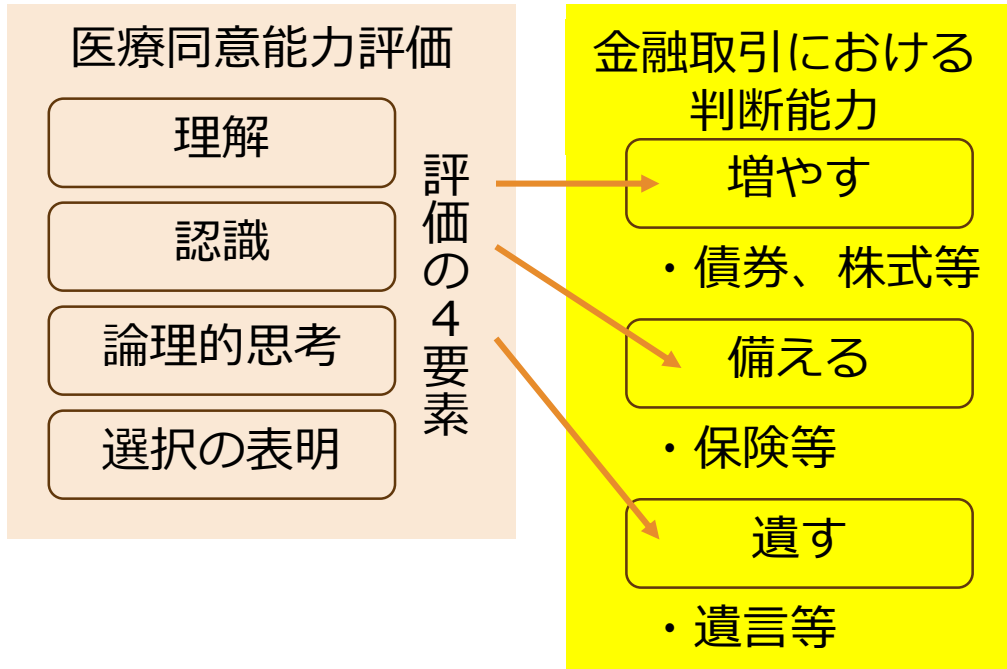 医療同意能力評価
理解
認識
論理的思考
選択の表明
評価の４要素
金融取引における
判断能力
増やす
・債券、株式等
備える
・保険等
遺す
・遺言等